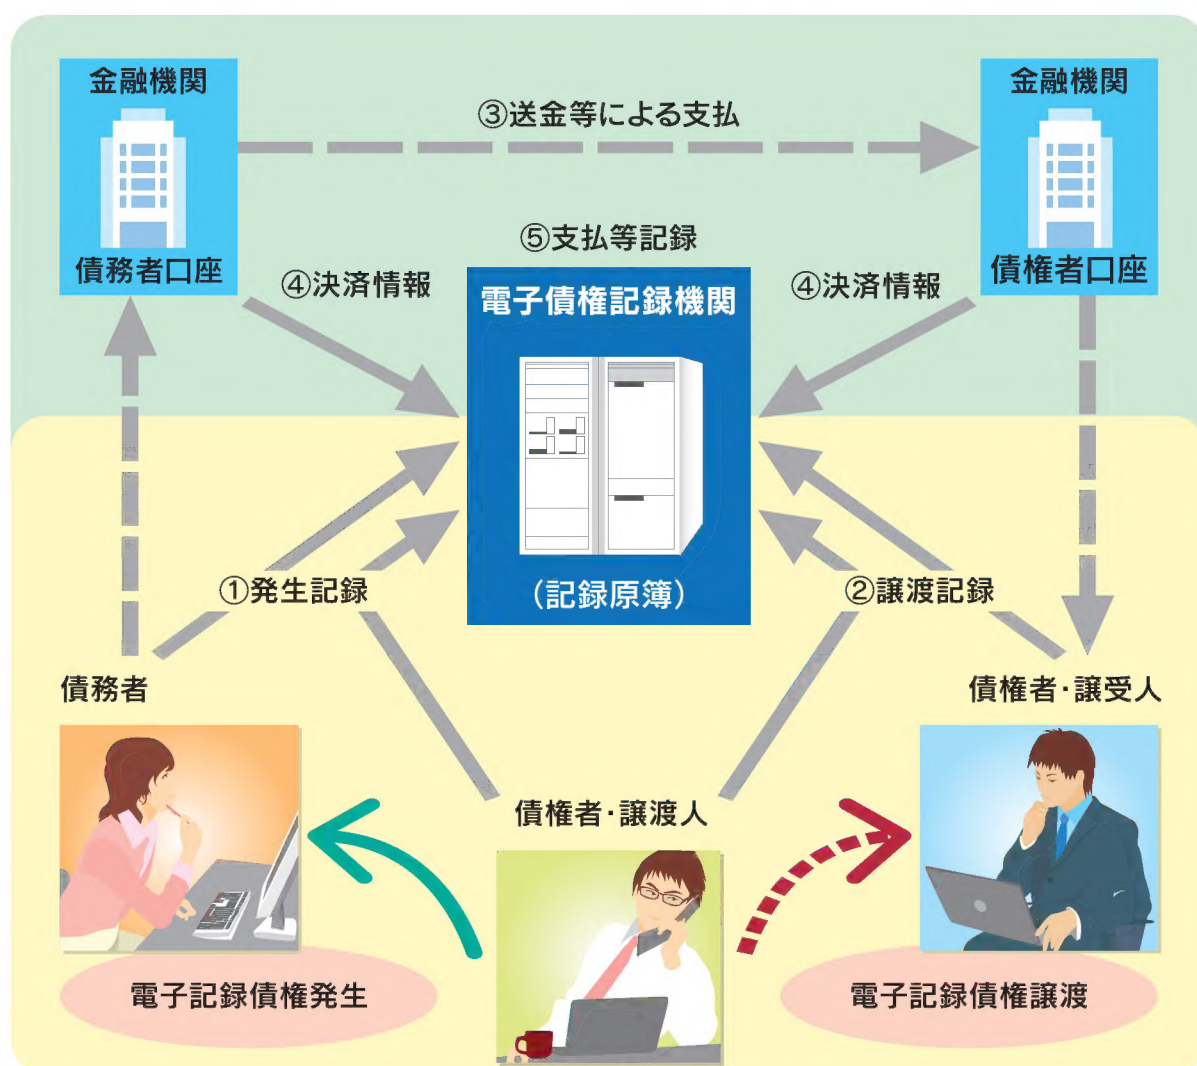 金融機関
金融機関
③送金等による支払
債務者口座
債権者口座
⑤支払等記録
④決済情報
④決済情報
電子債権記録機関
①発生記録
(記録原簿)
②譲渡記録
債務者
債権者・譲受人
債権者・譲渡人
電子記録債権発生
電子記録債権譲渡